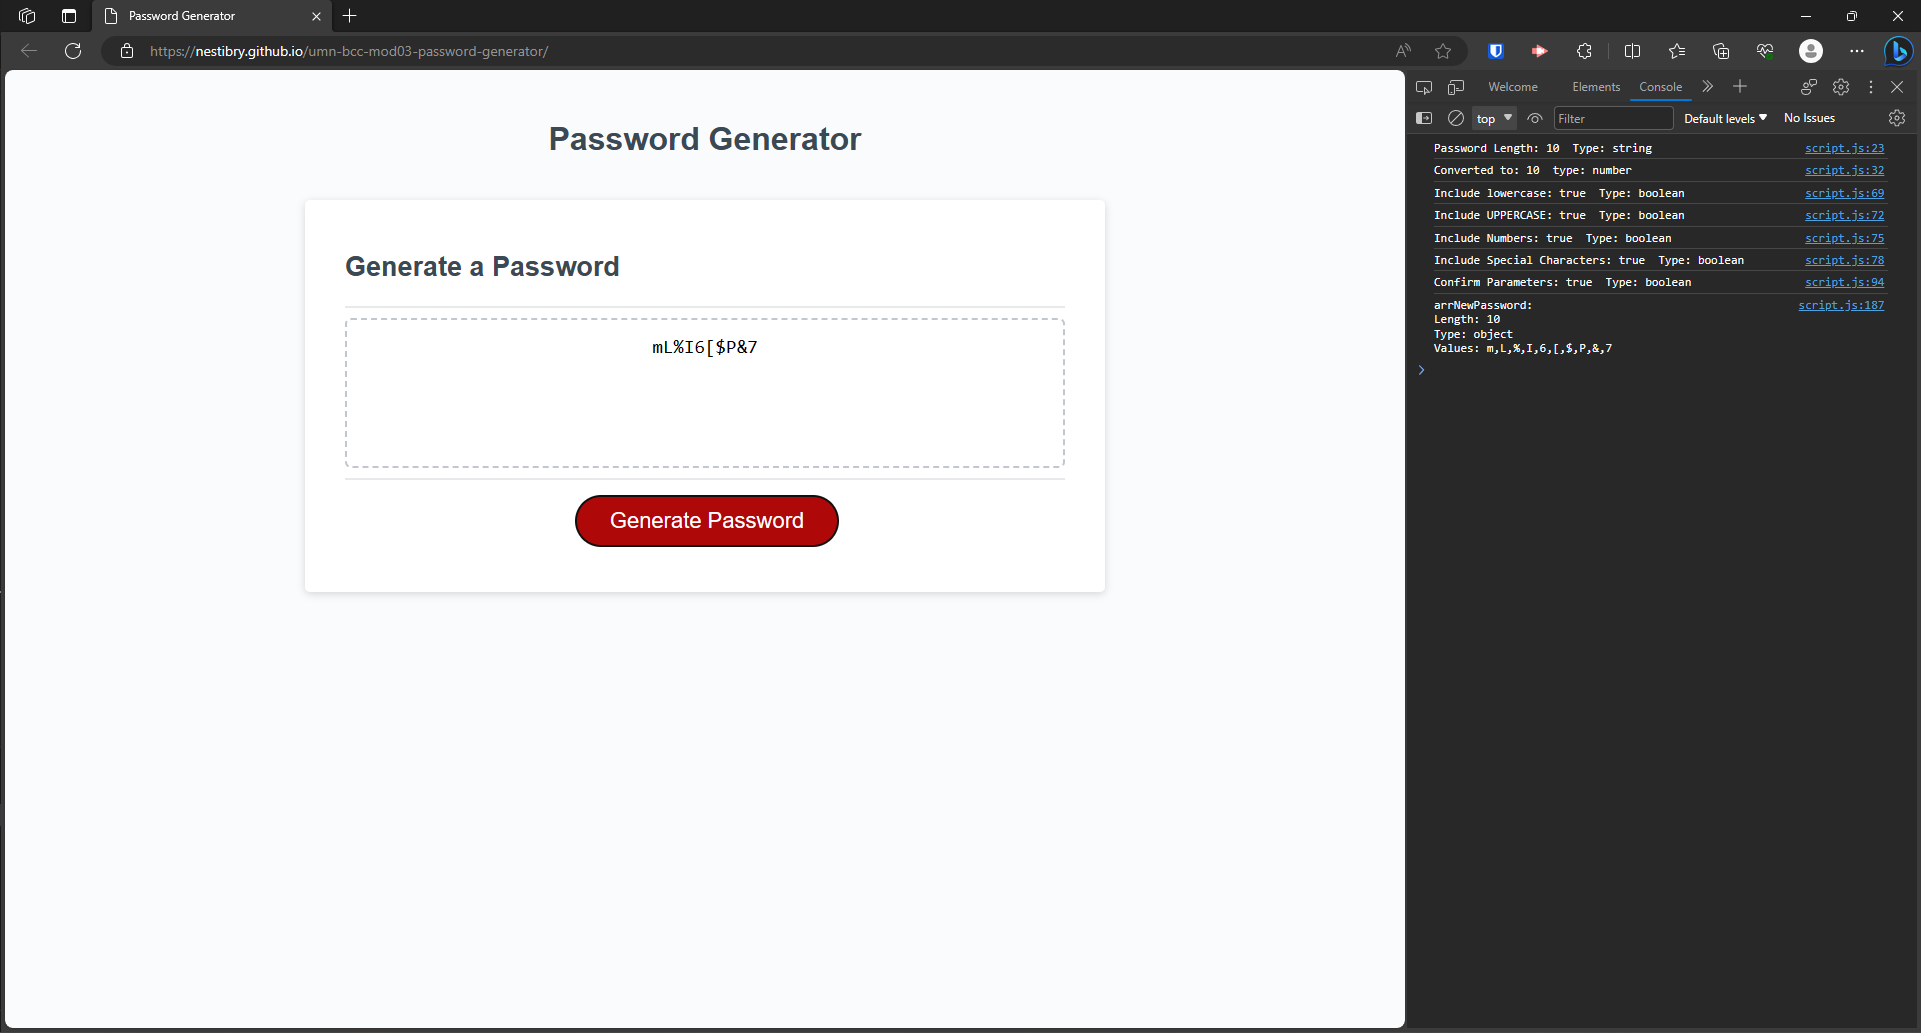 Password Generator
https://nestibry.github.io/umn-bcc-mod03-password-generator/
Welcome Elements Console
top Filter Default levels No Issues
Password Generator
Generate a Password
mL%I6[$P&7
Generate Password
Password Length: 10 Type: string script.js:23
Converted to: 10 type: number script.js:32
Include lowercase: true Type: boolean script.js:69
Include UPPERCASE: true Type: boolean script.js:72
Include Numbers: true Type: boolean script.js:75
Include Special Characters: true Type: boolean script.js:78
Confirm Parameters: true Type: boolean script.js:94
arrNewPassword: script.js:187
Length: 10
Type: object
Values: m,L,%,I,6,[,$,P,&,7